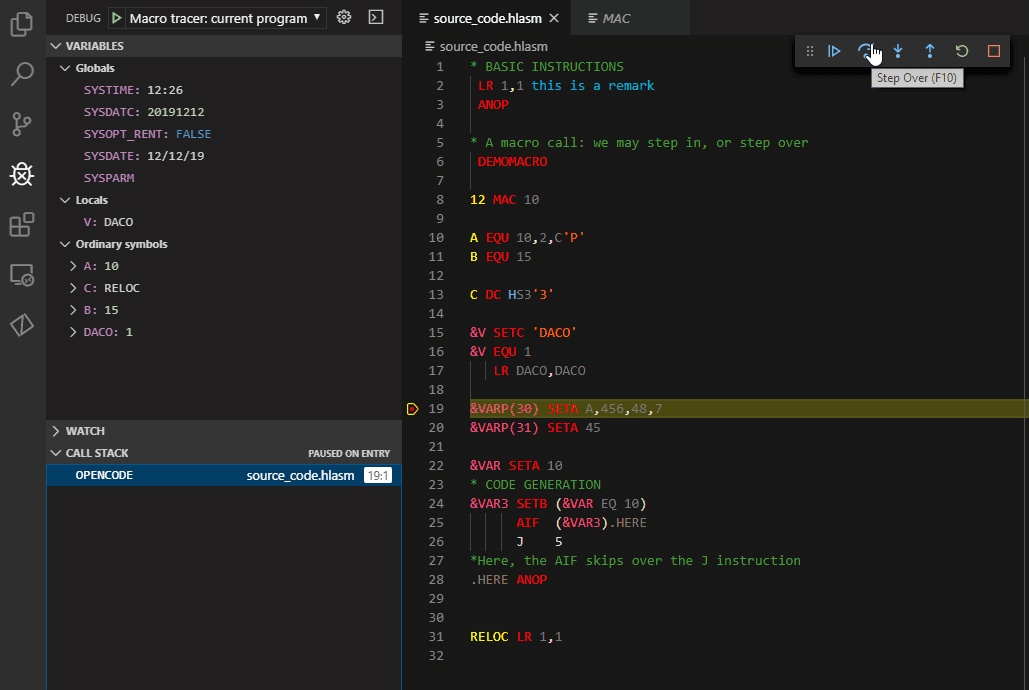 DEBUG Macro tracer: current program
VARIABLES
Globals
SYSTIME: 12:26
SYSDATC: 20191212
SYSOPT_RENT: FALSE
SYSDATE: 12/12/19
SYSPARM
Locals
V: DACO
Ordinary symbols
A: 10
C: RELOC
B: 15
DACO: 1
WATCH
CALL STACK PAUSED ON ENTRY
OPENCODE source_code.hlasm 19:1
source_code.hlasm MAC
source_code.hlasm
Step Over (F10)
1 * BASIC INSTRUCTIONS
2 LR 1,1 this is a remark
3 ANOP
4
5 * A macro call: we may step in, or step over
6 DEMOMACRO
7
8 12 MAC 10
9
10 A EQU 10,2,C'P'
11 B EQU 15
12
13 C DC HS3'3'
14
15 &V SETC 'DACO'
16 &V EQU 1
17 LR DACO,DACO
18
19 &VARP(30) SETA A,456,48,7
20 &VARP(31) SETA 45
21
22 &VAR SETA 10
23 * CODE GENERATION
24 &VAR3 SETB (&VAR EQ 10)
25 AIF (&VAR3).HERE
26 J 5
27 *Here, the AIF skips over the J instruction
28 .HERE ANOP
29
30
31 RELOC LR 1,1
32